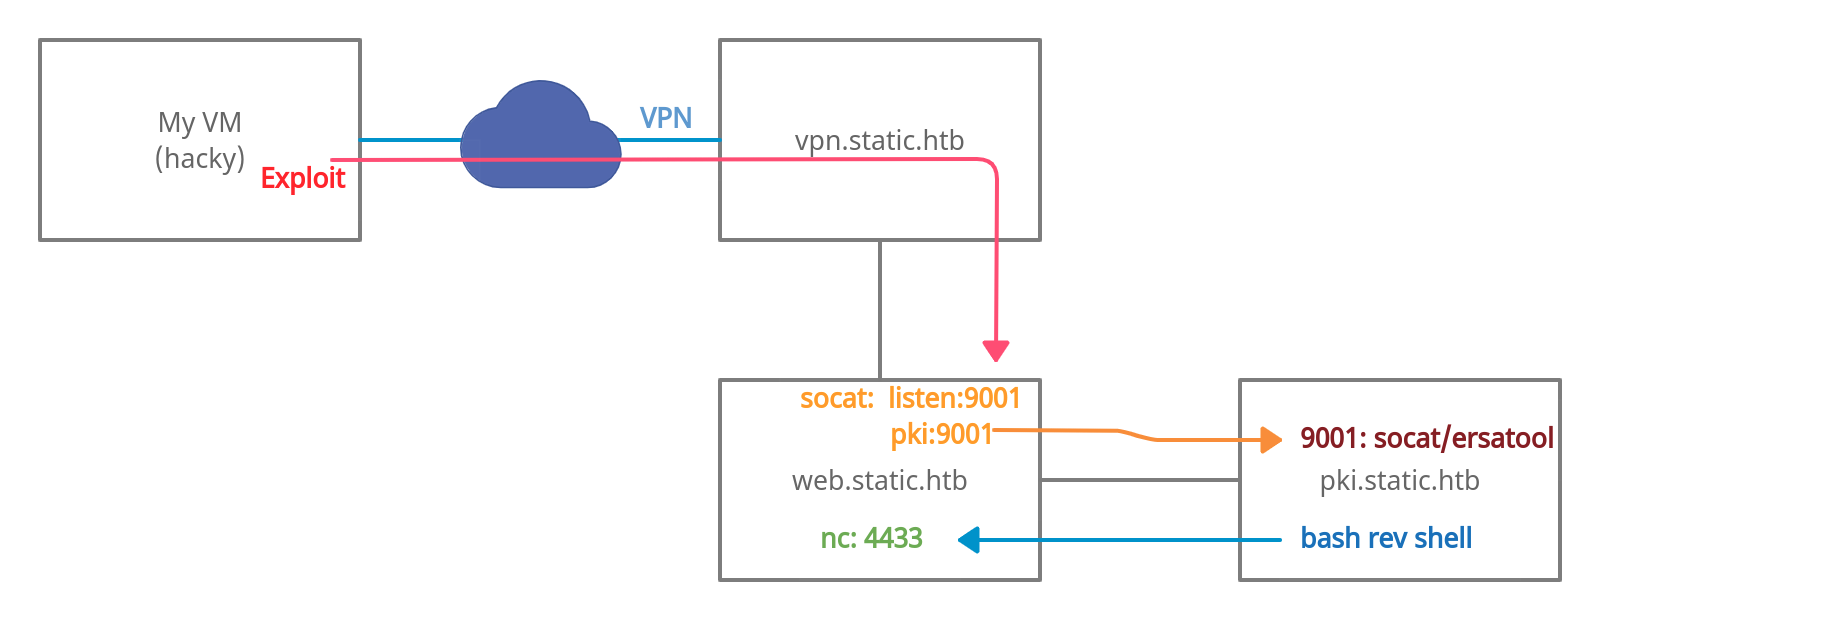 My VM
(hacky)
Exploit
VPN
vpn.static.htb
socat:  listen:9001
pki:9001
web.static.htb
nc: 4433
9001: socat/ersatool
pki.static.htb
bash rev shell